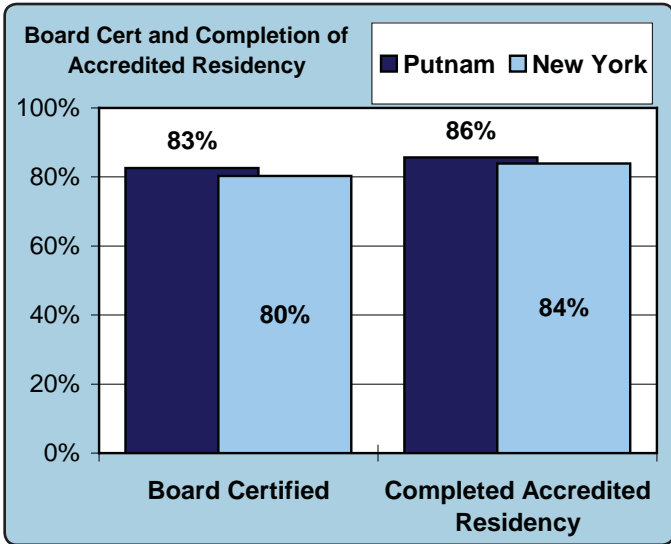 Board Cert and Completion of
Accredited Residency
Putnam
New York
100%
80%
60%
40%
20%
0%
83%
80%
86%
84%
Board Certified
Completed Accredited
Residency